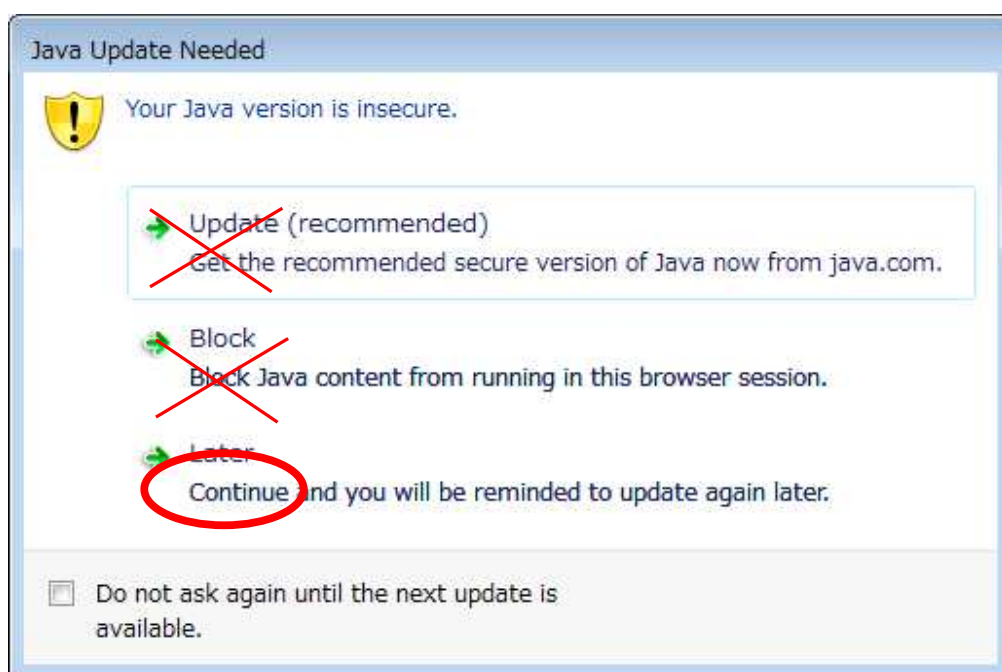 Java Update Needed
Your Java version is insecure.
Update (recommended)
Get the recommended secure version of Java now from java.com.
Block
Block Java content from running in this browser session.
Later
Continue and you will be reminded to update again later.
Do not ask again until the next update is
available.